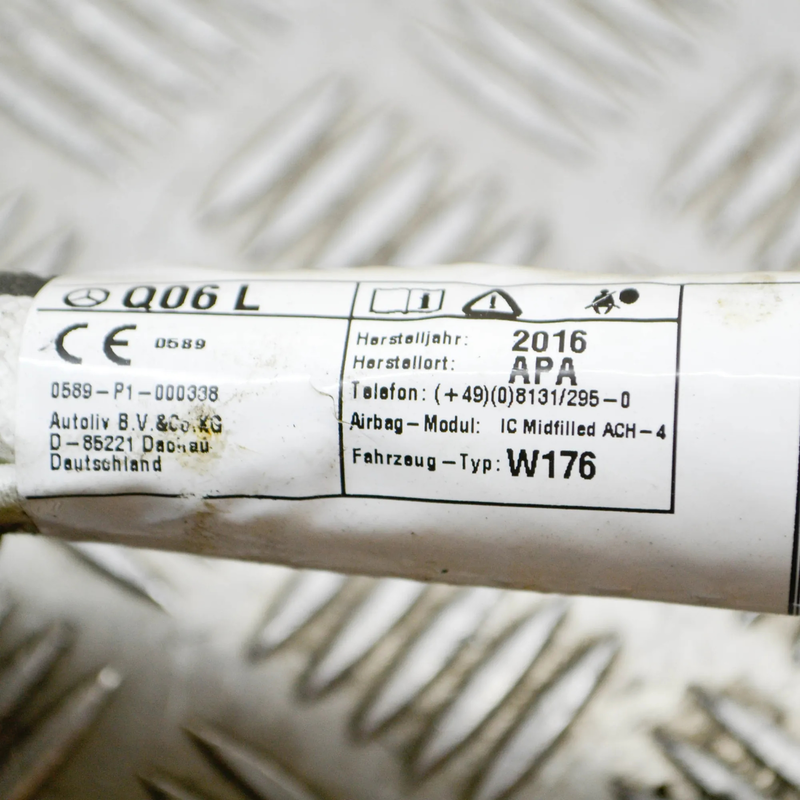 Q06 L
CE 0589
0589-P1-000338
Autoliv B.V.&Co.KG
D-85221 Dachau
Deutschland
Herstelljahr: 2016
Herstellort: APA
Telefon: (+49)(0)8131/295-0
Airbag-Modul: IC Midfilled ACH-4
Fahrzeug-Typ: W176